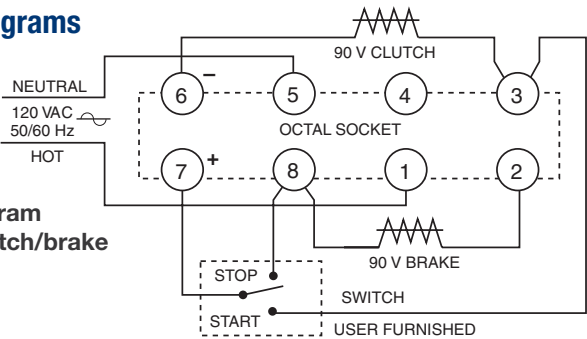 grams
90 V CLUTCH
NEUTRAL
120 VAC
50/60 Hz
HOT
6 − 5 4 3
OCTAL SOCKET
7 + 8 1 2
ram
tch/brake
90 V BRAKE
STOP
SWITCH
START
USER FURNISHED